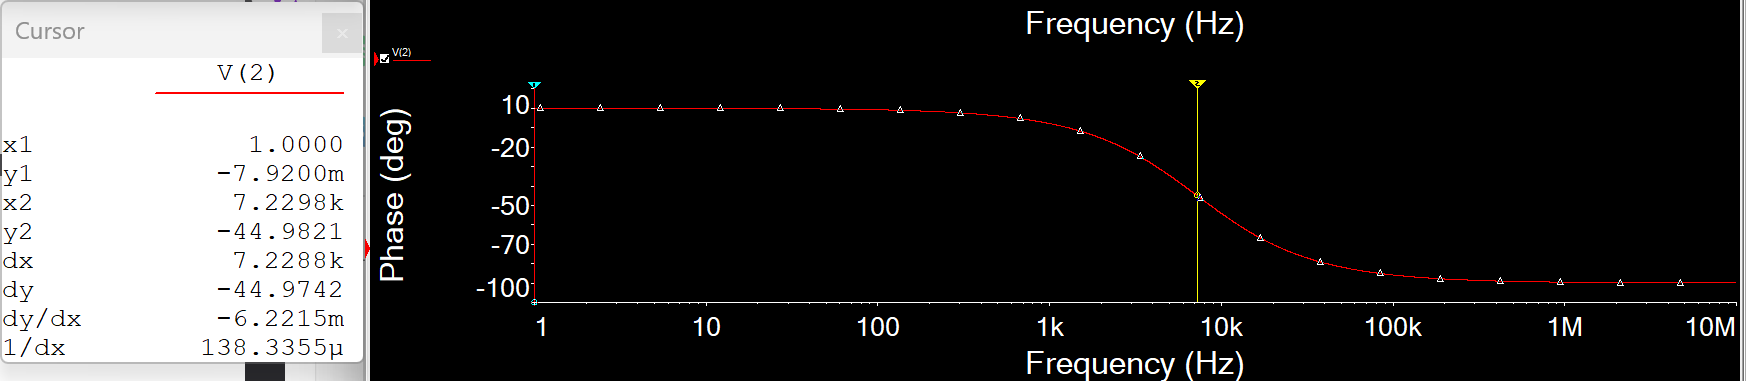 Cursor
V(2)
x1 1.0000
y1 -7.9200m
x2 7.2298k
y2 -44.9821
dx 7.2288k
dy -44.9742
dy/dx -6.2215m
1/dx 138.3355µ
Frequency (Hz)
V(2)
1
2
Phase (deg)
10
-20
-50
-70
-100
1 10 100 1k 10k 100k 1M 10M
Frequency (Hz)